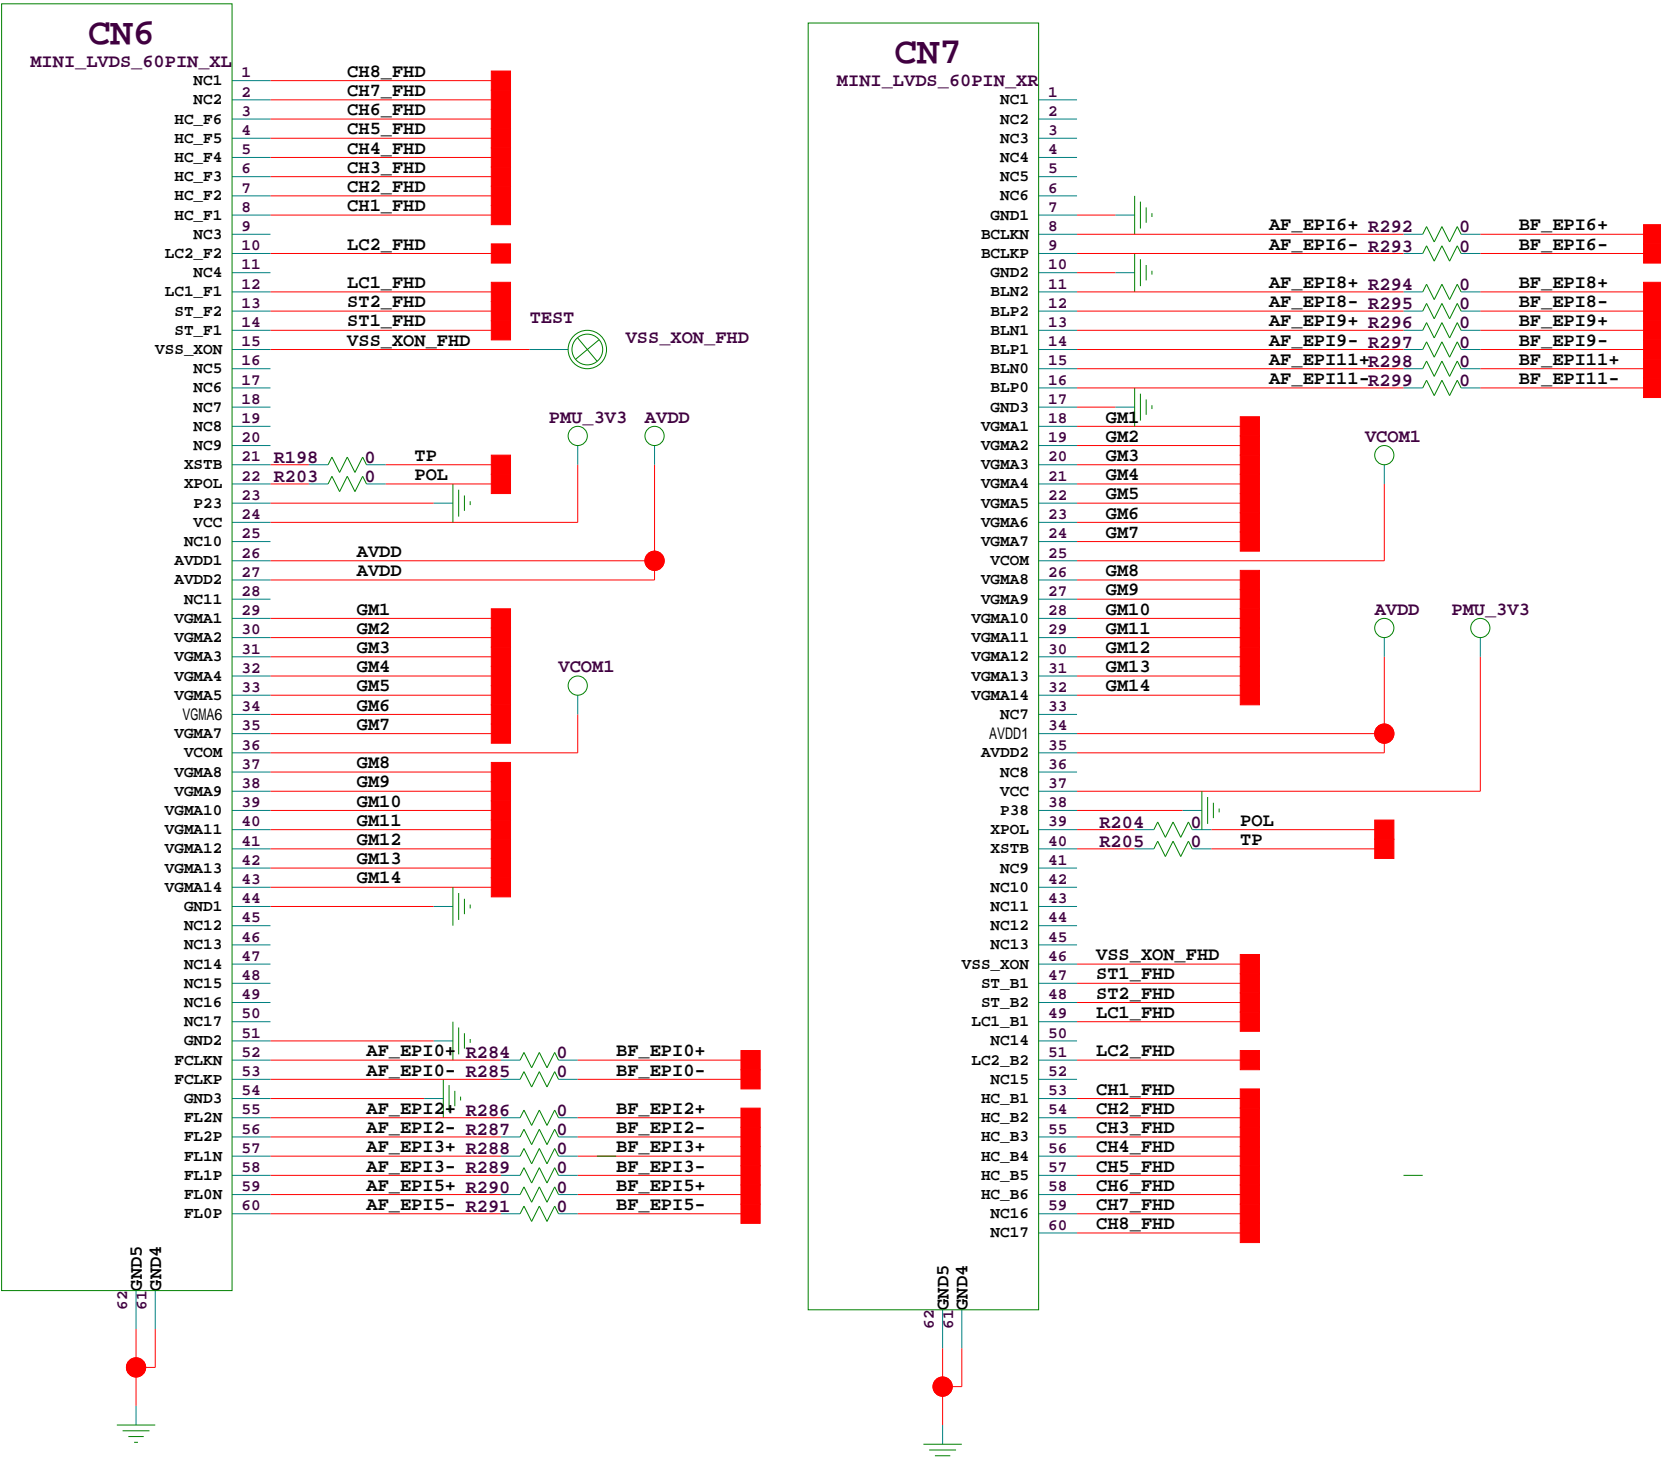 CN6
MINI_LVDS_60PIN_XL
NC1 1 CH8_FHD
NC2 2 CH7_FHD
HC_F6 3 CH6_FHD
HC_F5 4 CH5_FHD
HC_F4 5 CH4_FHD
HC_F3 6 CH3_FHD
HC_F2 7 CH2_FHD
HC_F1 8 CH1_FHD
NC3 9
LC2_F2 10 LC2_FHD
NC4 11
LC1_F1 12 LC1_FHD
ST_F2 13 ST2_FHD
ST_F1 14 ST1_FHD TEST
VSS_XON 15 VSS_XON_FHD VSS_XON_FHD
NC5 16
NC6 17
NC7 18
NC8 19 PMU_3V3 AVDD
NC9 20
XSTB 21 R198 0 TP
XPOL 22 R203 0 POL
P23 23
VCC 24
NC10 25
AVDD1 26 AVDD
AVDD2 27 AVDD
NC11 28
VGMA1 29 GM1
VGMA2 30 GM2
VGMA3 31 GM3
VGMA4 32 GM4 VCOM1
VGMA5 33 GM5
VGMA6 34 GM6
VGMA7 35 GM7
VCOM 36
VGMA8 37 GM8
VGMA9 38 GM9
VGMA10 39 GM10
VGMA11 40 GM11
VGMA12 41 GM12
VGMA13 42 GM13
VGMA14 43 GM14
GND1 44
NC12 45
NC13 46
NC14 47
NC15 48
NC16 49
NC17 50
GND2 51
FCLKN 52 AF_EPI0+ R284 0 BF_EPI0+
FCLKP 53 AF_EPI0- R285 0 BF_EPI0-
GND3 54
FL2N 55 AF_EPI2+ R286 0 BF_EPI2+
FL2P 56 AF_EPI2- R287 0 BF_EPI2-
FL1N 57 AF_EPI3+ R288 0 BF_EPI3+
FL1P 58 AF_EPI3- R289 0 BF_EPI3-
FL0N 59 AF_EPI5+ R290 0 BF_EPI5+
FL0P 60 AF_EPI5- R291 0 BF_EPI5-
GND5 GND4
62 61
CN7
MINI_LVDS_60PIN_XR
NC1 1
NC2 2
NC3 3
NC4 4
NC5 5
NC6 6
GND1 7
BCLKN 8 AF_EPI6+ R292 0 BF_EPI6+
BCLKP 9 AF_EPI6- R293 0 BF_EPI6-
GND2 10
BLN2 11 AF_EPI8+ R294 0 BF_EPI8+
BLP2 12 AF_EPI8- R295 0 BF_EPI8-
BLN1 13 AF_EPI9+ R296 0 BF_EPI9+
BLP1 14 AF_EPI9- R297 0 BF_EPI9-
BLN0 15 AF_EPI11+ R298 0 BF_EPI11+
BLP0 16 AF_EPI11- R299 0 BF_EPI11-
GND3 17
VGMA1 18 GM1
VGMA2 19 GM2 VCOM1
VGMA3 20 GM3
VGMA4 21 GM4
VGMA5 22 GM5
VGMA6 23 GM6
VGMA7 24 GM7
VCOM 25
VGMA8 26 GM8
VGMA9 27 GM9
VGMA10 28 GM10 AVDD PMU_3V3
VGMA11 29 GM11
VGMA12 30 GM12
VGMA13 31 GM13
VGMA14 32 GM14
NC7 33
AVDD1 34
AVDD2 35
NC8 36
VCC 37
P38 38
XPOL 39 R204 0 POL
XSTB 40 R205 0 TP
NC9 41
NC10 42
NC11 43
NC12 44
NC13 45
VSS_XON 46 VSS_XON_FHD
ST_B1 47 ST1_FHD
ST_B2 48 ST2_FHD
LC1_B1 49 LC1_FHD
NC14 50
LC2_B2 51 LC2_FHD
NC15 52
HC_B1 53 CH1_FHD
HC_B2 54 CH2_FHD
HC_B3 55 CH3_FHD
HC_B4 56 CH4_FHD
HC_B5 57 CH5_FHD
HC_B6 58 CH6_FHD
NC16 59 CH7_FHD
NC17 60 CH8_FHD
GND5 GND4
62 61